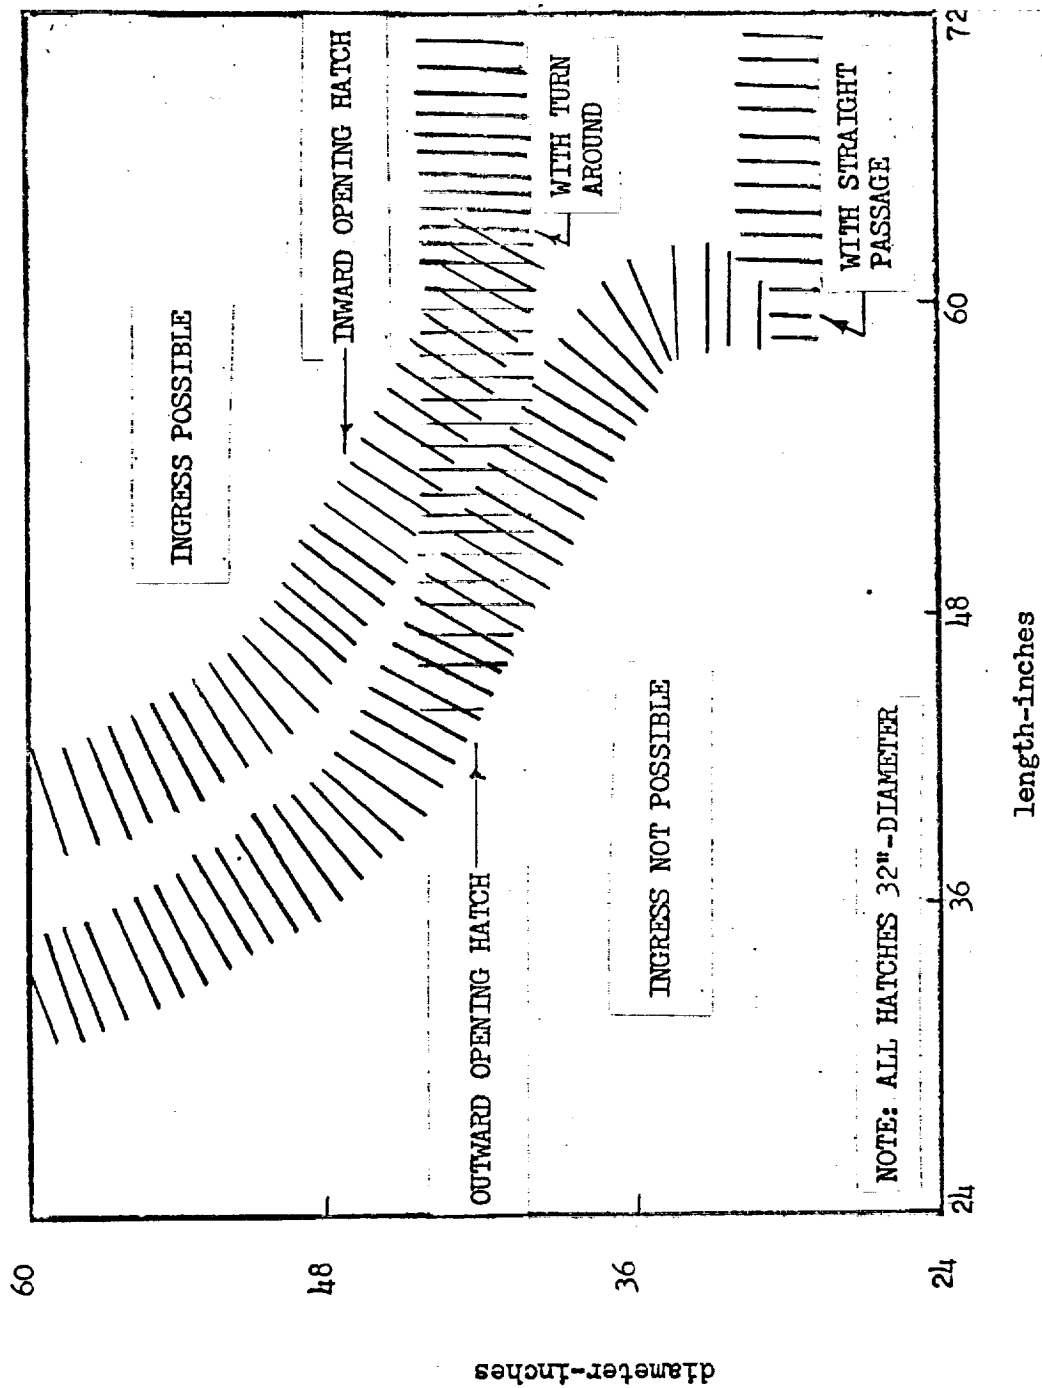 60
48
36
24
diameter-inches
INGRESS POSSIBLE
INWARD OPENING HATCH
WITH TURN
AROUND
OUTWARD OPENING HATCH
INGRESS NOT POSSIBLE
WITH STRAIGHT
PASSAGE
NOTE: ALL HATCHES 32"-DIAMETER
24
36
48
60
72
length-inches